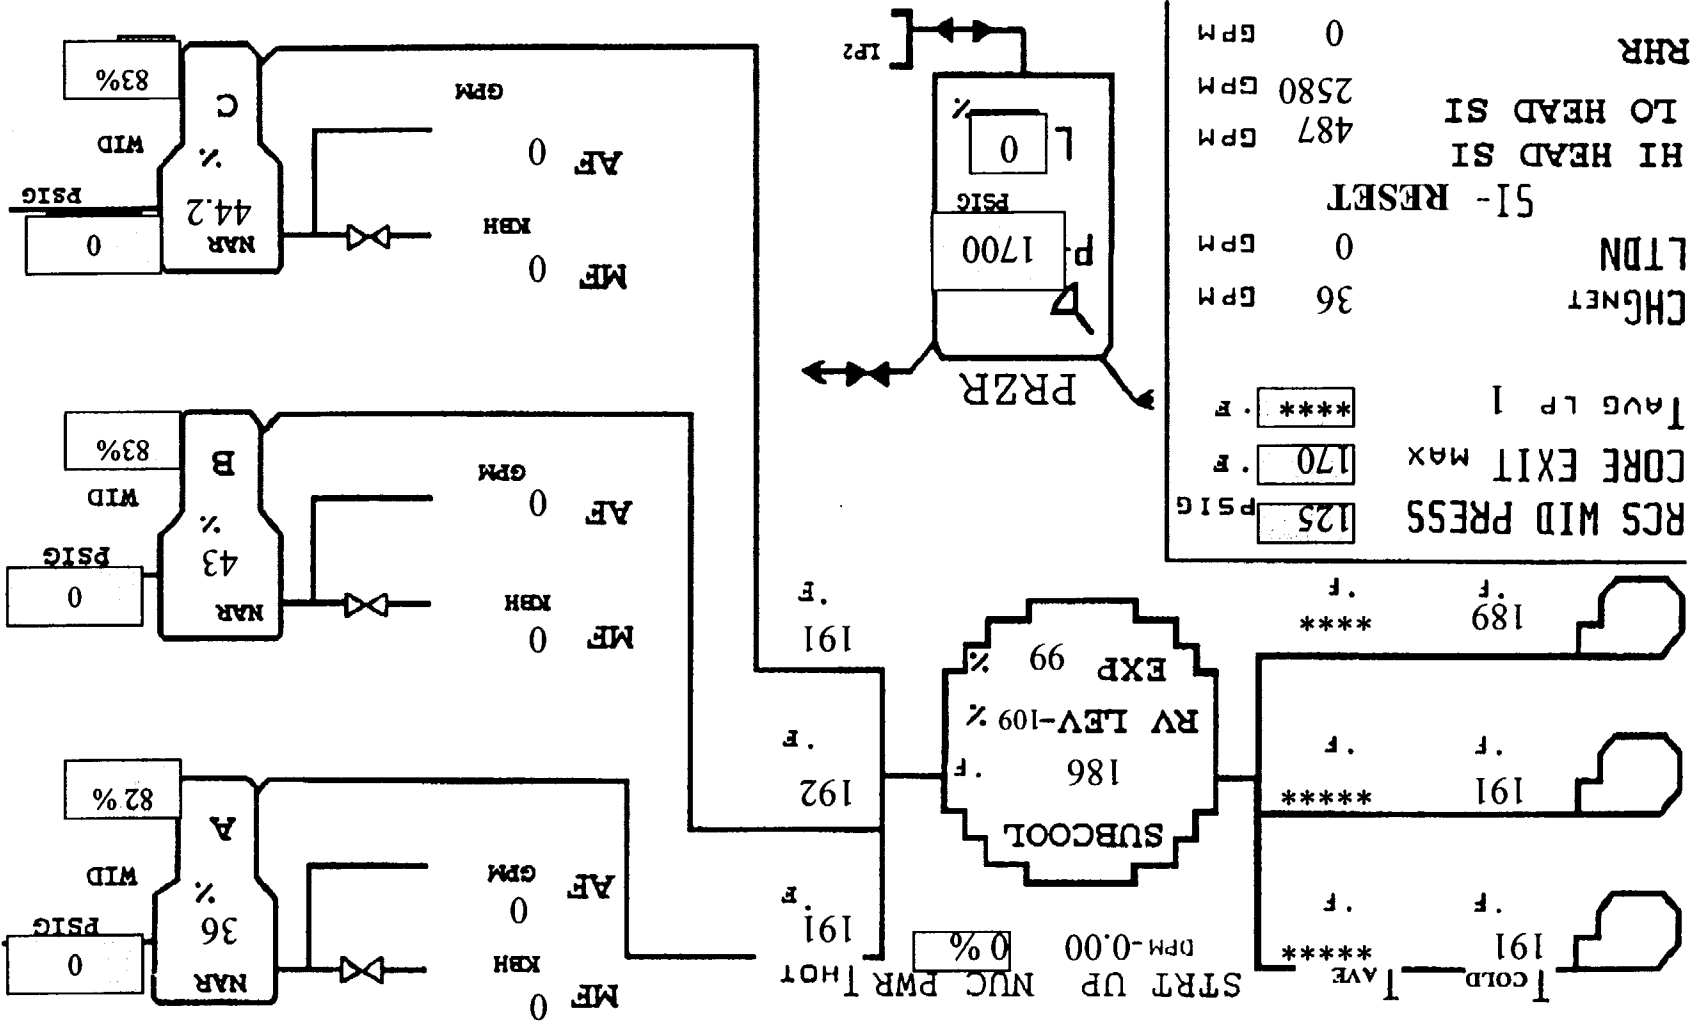 TCOLD TAVE STRT UP DPM -0.00 NUC PWR 0 % THOT
191 °F ***** °F 191 °F
MF 0 KBH
AF 0 GPM
NAR 36 %
0 PSIG
WID
A 82 %
191 °F ***** °F
SUBCOOL
186 °F
RV LEV-109 %
EXP 99 %
192 °F
MF 0 KBH
AF 0 GPM
NAR 43 %
0 PSIG
WID
B 83%
189 °F **** °F
191 °F
RCS WID PRESS 125 PSIG
CORE EXIT MAX 170 °F
TAVG LP 1 **** °F
CHGNET 36 GPM
LTDN 0 GPM
SI- RESET
HI HEAD SI 487 GPM
LO HEAD SI 2580 GPM
RHR 0 GPM
PRZR
P 1700 PSIG
L 0 %
LP2
MF 0 KBH
AF 0 GPM
NAR 44.2 %
0 PSIG
WID
C 83%